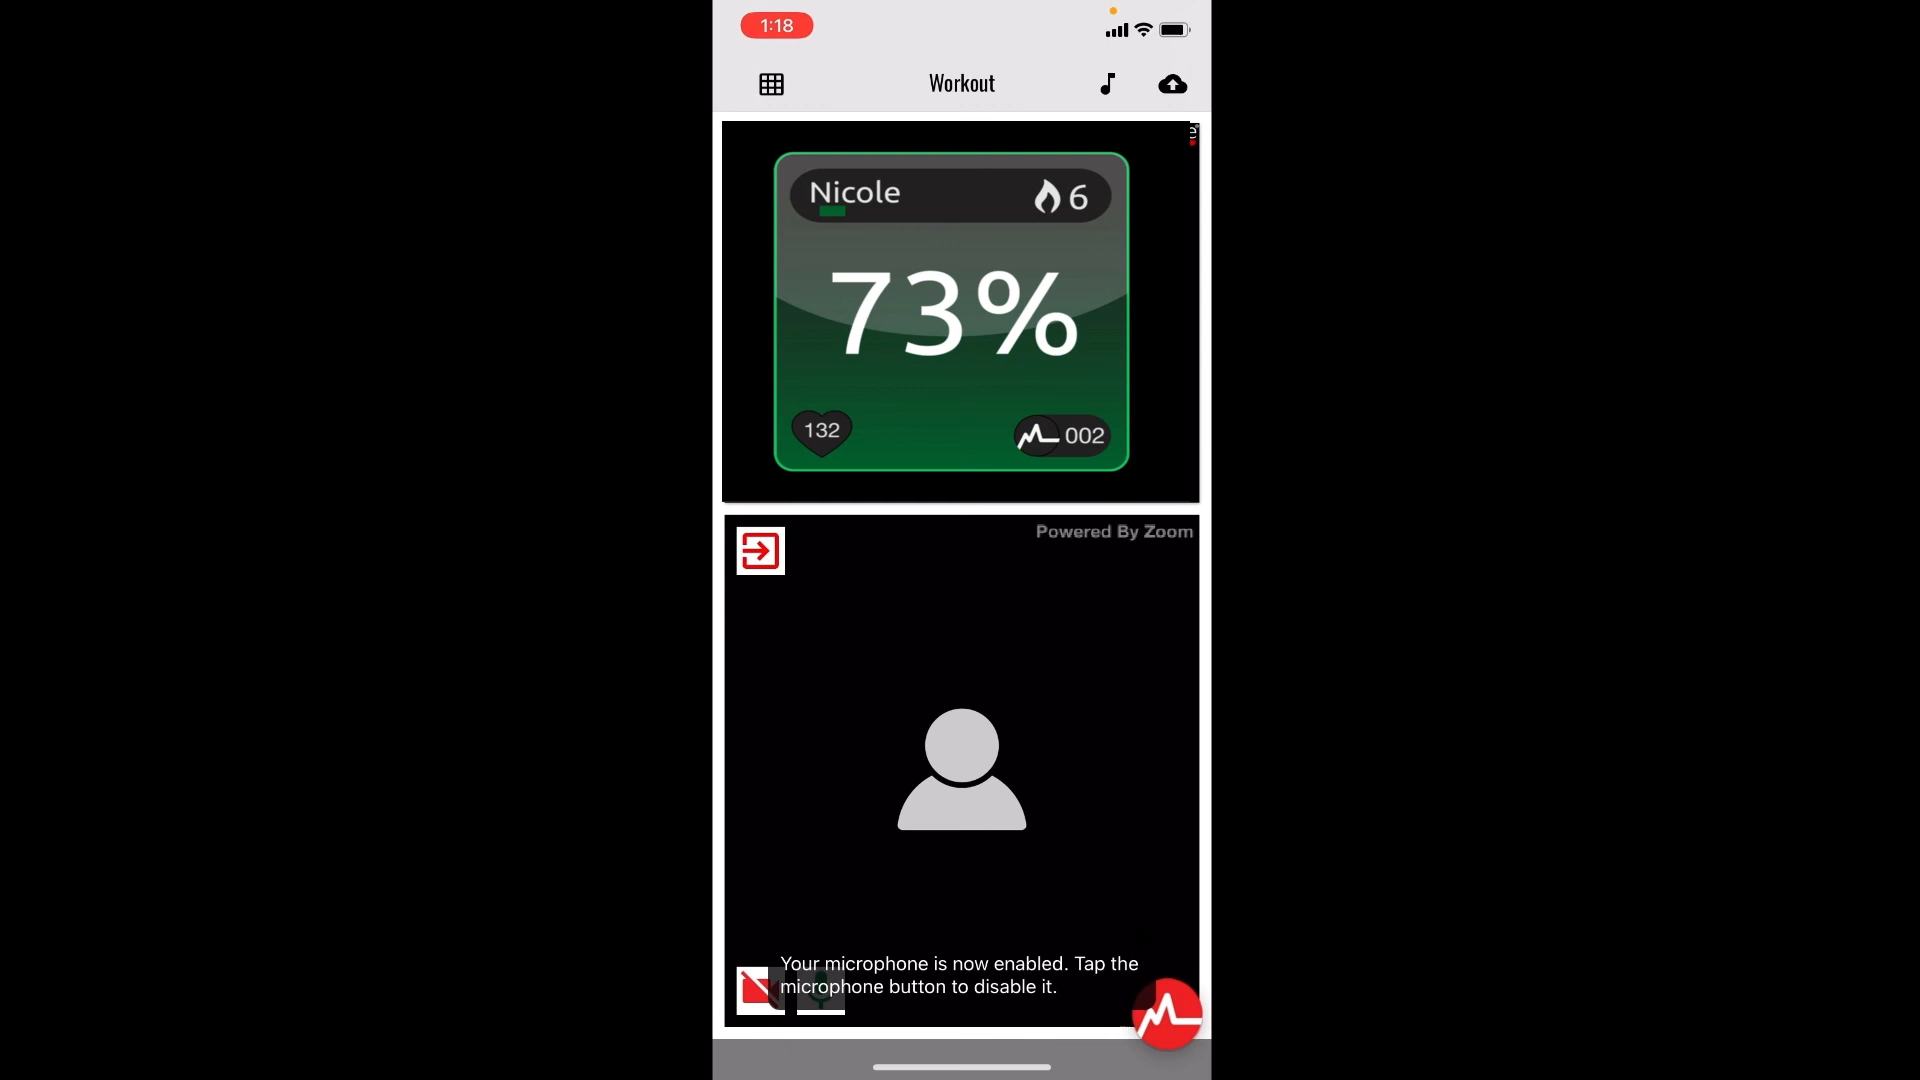 1:18
Workout
Nicole
6
73%
132
002
Powered By Zoom
Your microphone is now enabled. Tap the
microphone button to disable it.